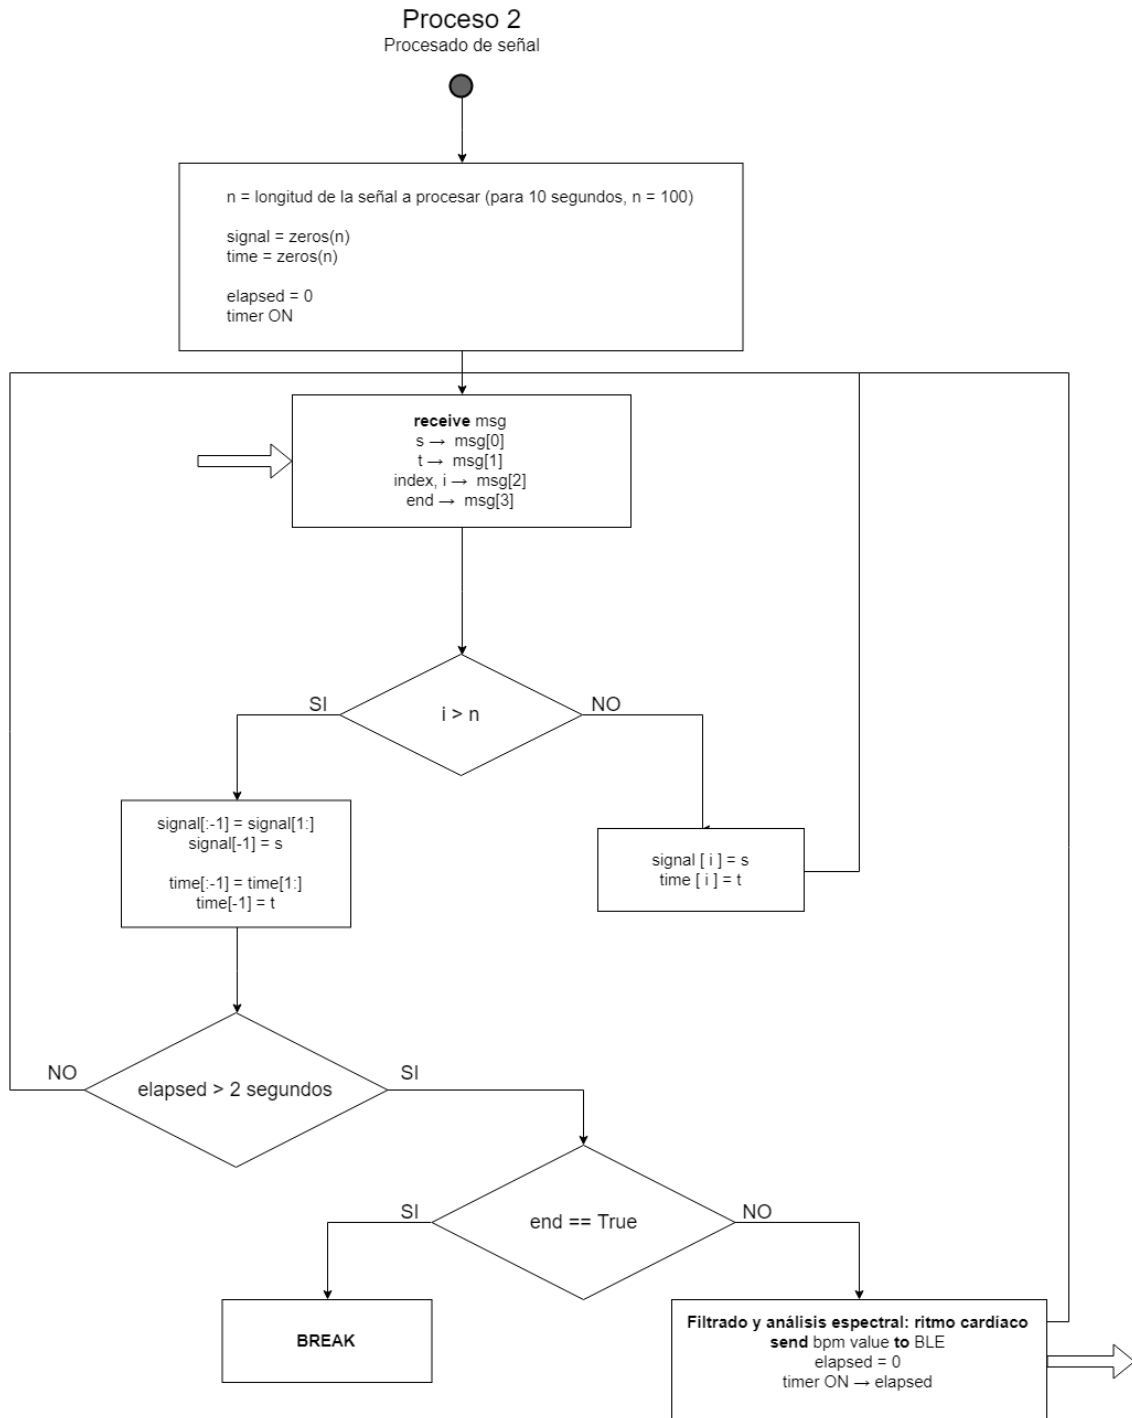 Proceso 2
Procesado de señal
n = longitud de la señal a procesar (para 10 segundos, n = 100)
signal = zeros(n)
time = zeros(n)
elapsed = 0
timer ON
receive msg
s → msg[0]
t → msg[1]
index, i → msg[2]
end → msg[3]
i > n
SI
NO
signal[:-1] = signal[1:]
signal[-1] = s
time[:-1] = time[1:]
time[-1] = t
signal [ i ] = s
time [ i ] = t
elapsed > 2 segundos
NO
SI
end == True
SI
NO
BREAK
Filtrado y análisis espectral: ritmo cardíaco
send bpm value to BLE
elapsed = 0
timer ON → elapsed